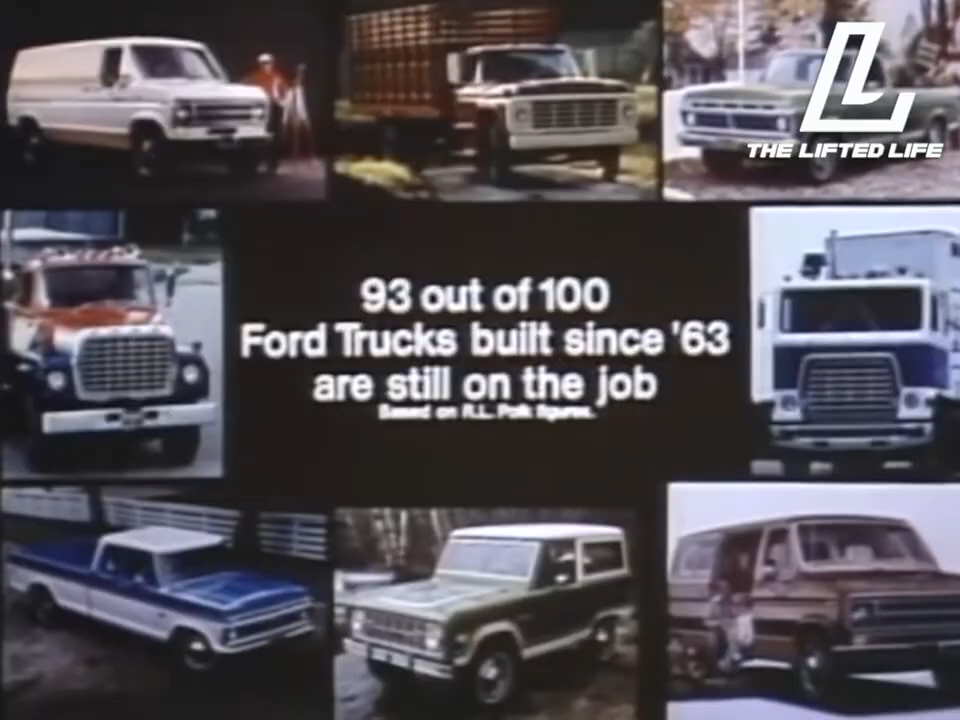 THE LIFTED LIFE
93 out of 100
Ford Trucks built since '63
are still on the job
Based on R.L. Polk figures.